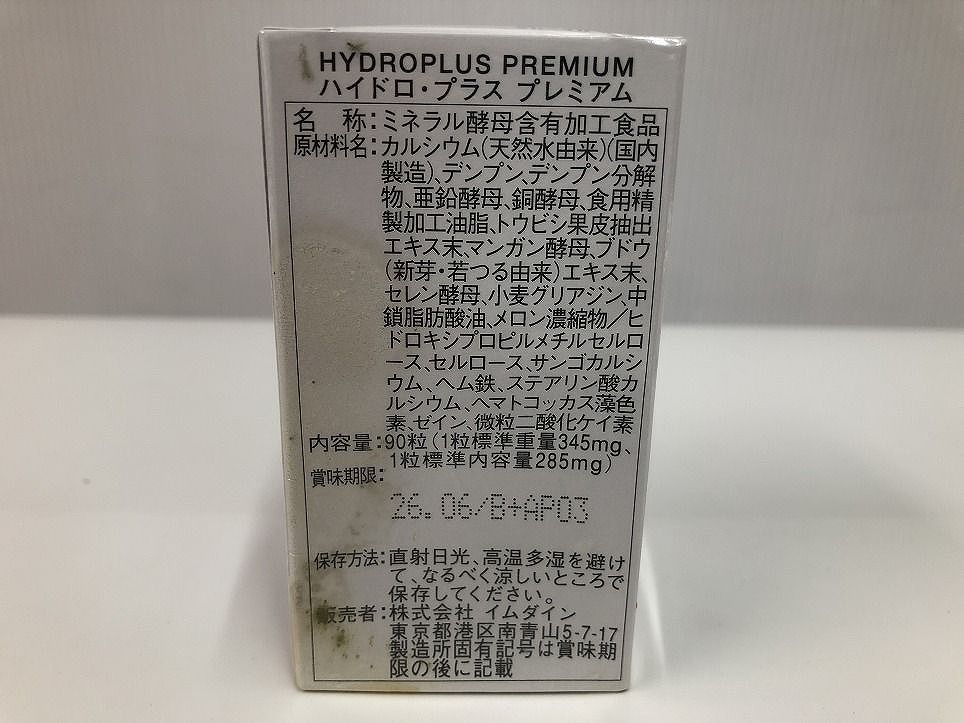 HYDROPLUS PREMIUM
ハイドロ・プラス プレミアム
名 称：ミネラル酵母含有加工食品
原材料名：カルシウム（天然水由来）（国内
製造）、デンプン、デンプン分解
物、亜鉛酵母、銅酵母、食用精
製加工油脂、トウビシ果皮抽出
エキス末、マンガン酵母、ブドウ
（新芽・若つる由来）エキス末、
セレン酵母、小麦グリアジン、中
鎖脂肪酸油、メロン濃縮物／ヒ
ドロキシプロピルメチルセルロ
ース、セルロース、サンゴカルシ
ウム、ヘム鉄、ステアリン酸カ
ルシウム、ヘマトコッカス藻色
素、ゼイン、微粒二酸化ケイ素
内容量：90粒（1粒標準重量345mg、
1粒標準内容量285mg）
賞味期限：
26.06/B+AP03
保存方法：直射日光、高温多湿を避け
て、なるべく涼しいところで
保存してください。
販売者：株式会社 イムダイン
東京都港区南青山5-7-17
製造所固有記号は賞味期
限の後に記載